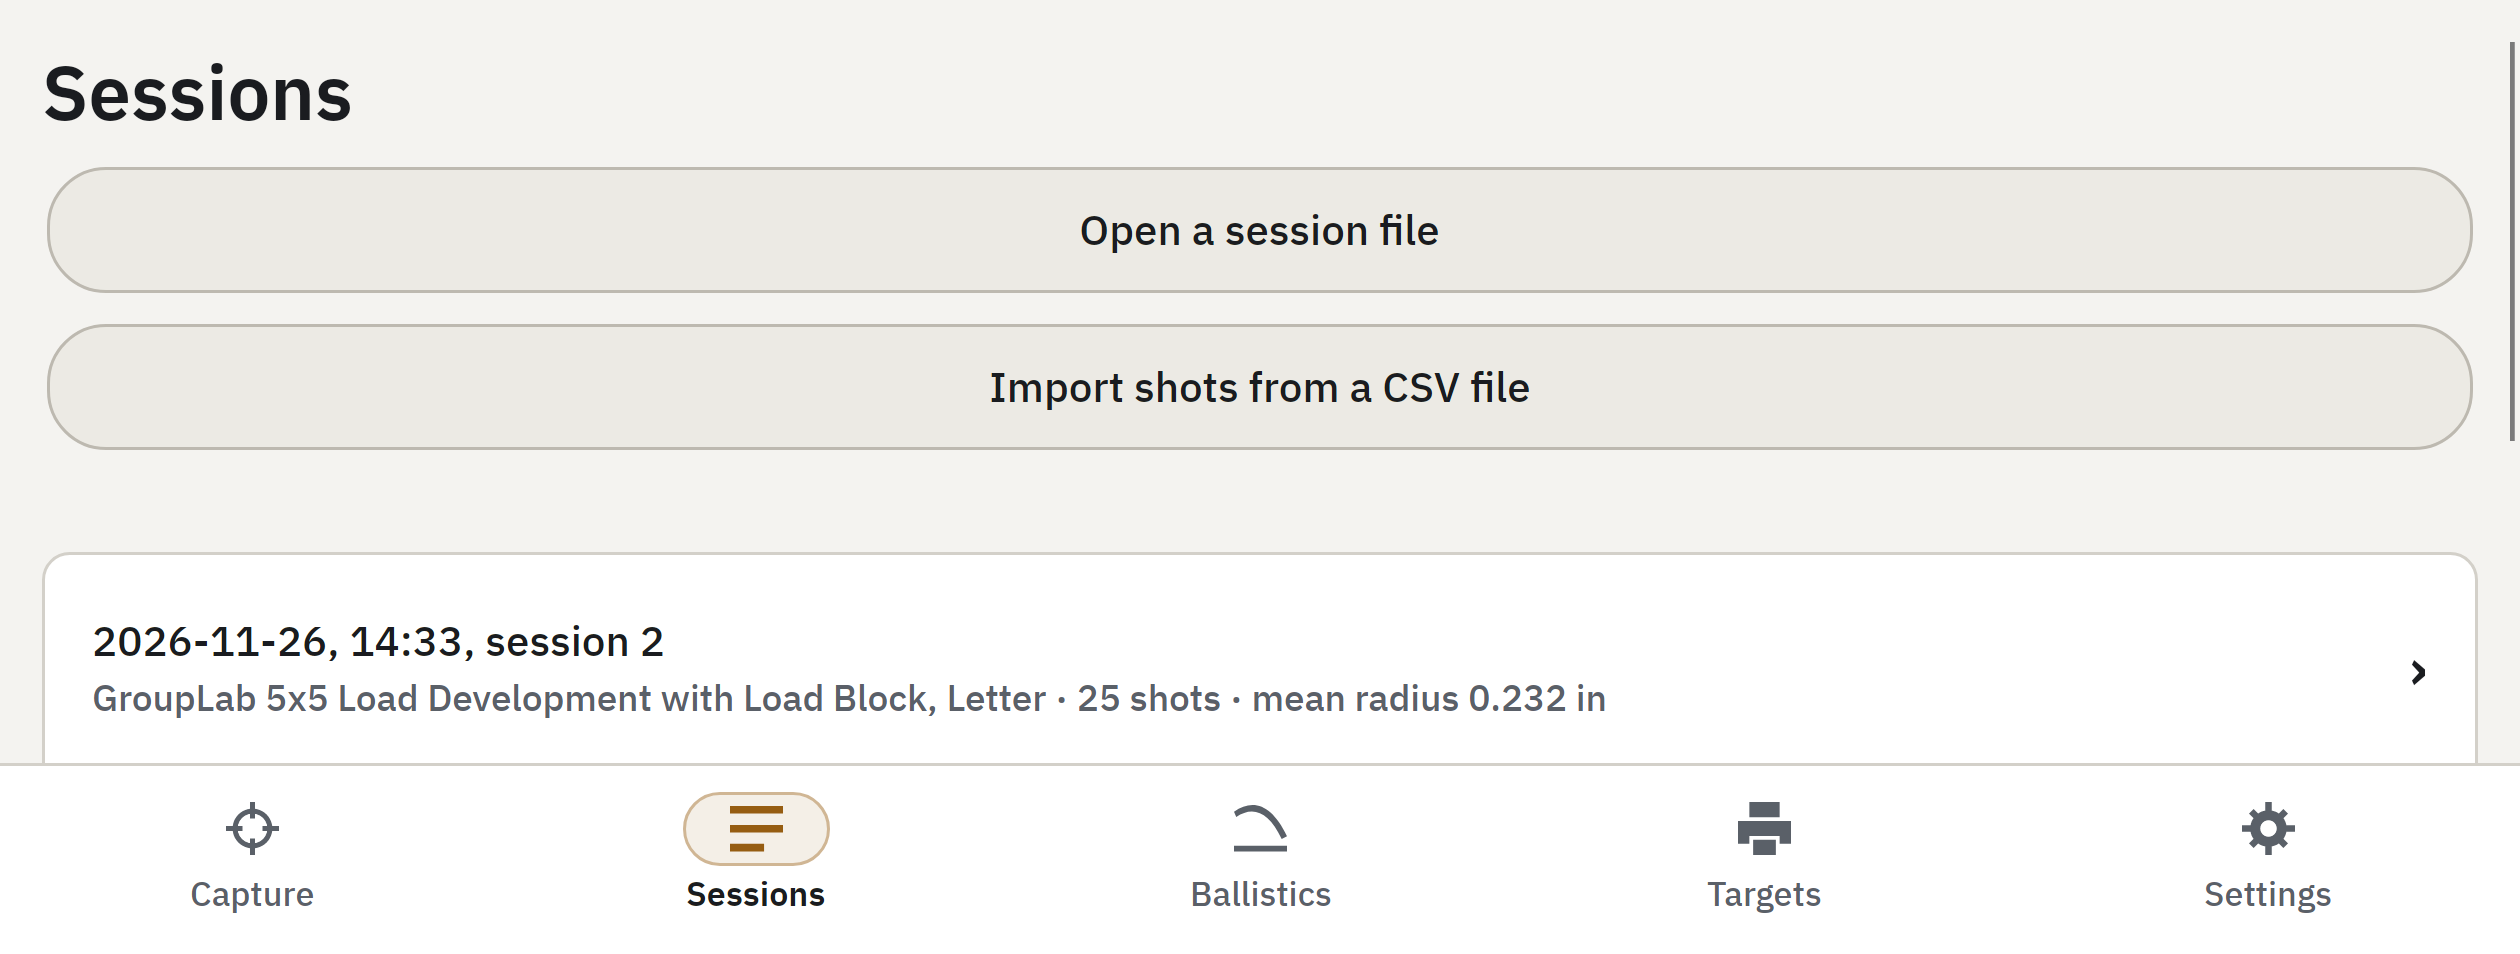 Sessions
Open a session file
Import shots from a CSV file
2026-11-26, 14:33, session 2
GroupLab 5x5 Load Development with Load Block, Letter · 25 shots · mean radius 0.232 in
Capture
Sessions
Ballistics
Targets
Settings